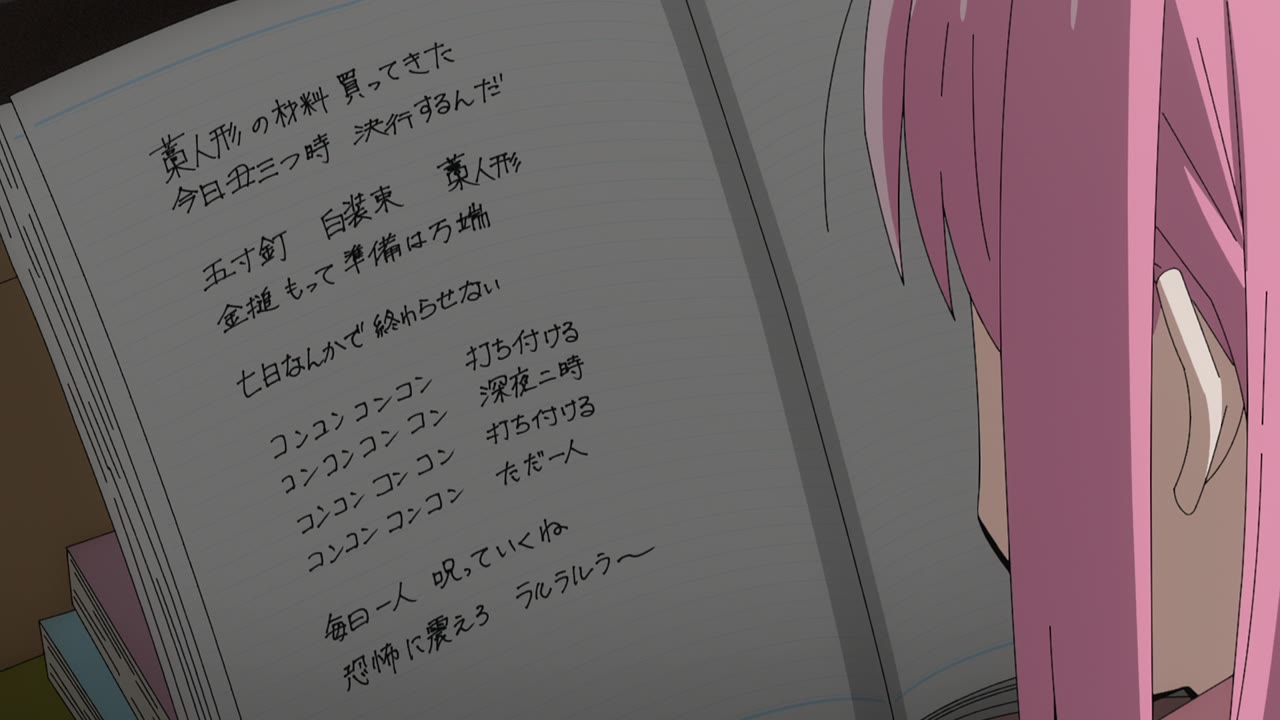 藁人形の材料 買ってきた
今日丑三つ時 決行するんだ
五寸釘 白装束 藁人形
金槌もって 準備は万端
七日なんかで 終わらせない
コンコンコンコン 打ち付ける
コンコンコンコン 深夜二時
コンコンコンコン 打ち付ける
コンコンコンコン ただ一人
毎日一人 呪っていくね
恐怖に震えろ ラルラルラ〜